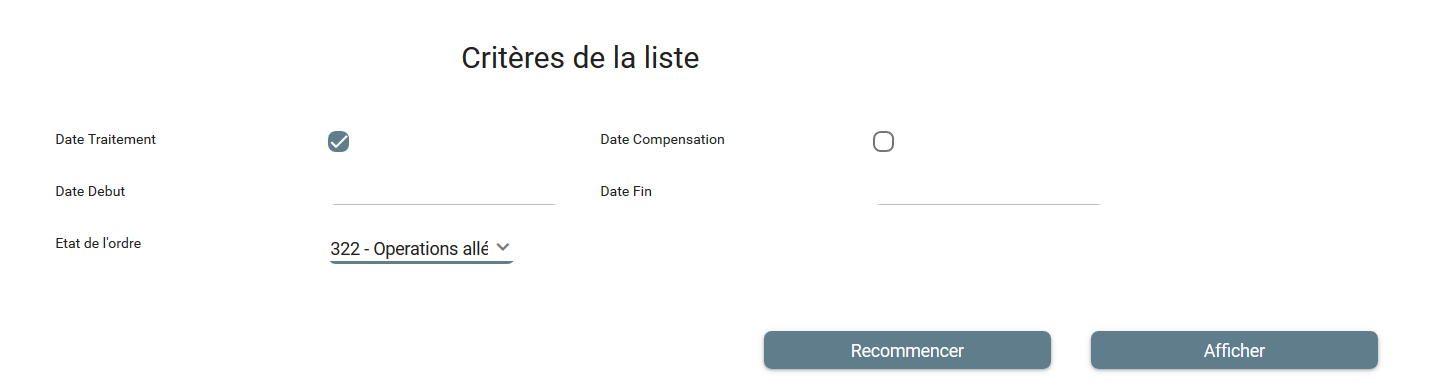 Critères de la liste
Date Traitement
Date Compensation
Date Debut
Date Fin
Etat de l'ordre
322 - Operations allé
Recommencer
Afficher